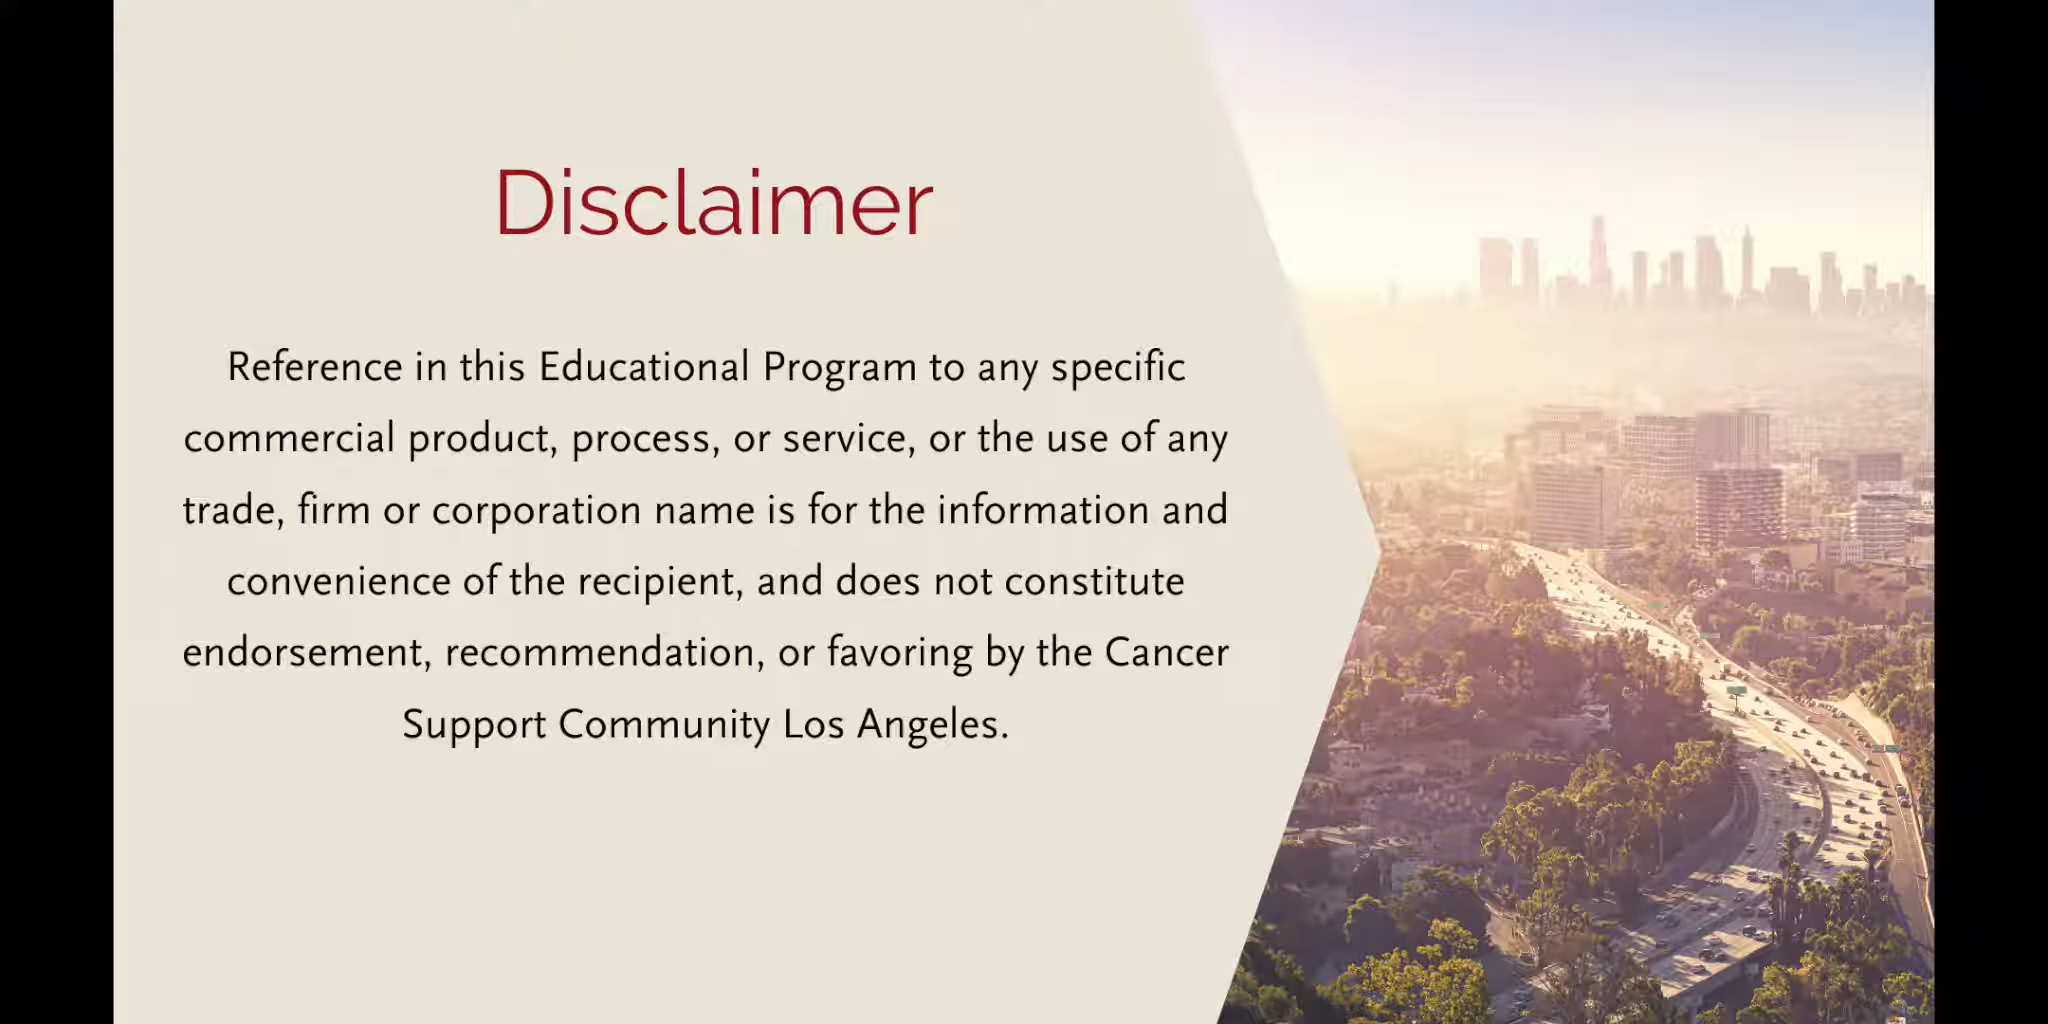 Disclaimer
Reference in this Educational Program to any specific
commercial product, process, or service, or the use of any
trade, firm or corporation name is for the information and
convenience of the recipient, and does not constitute
endorsement, recommendation, or favoring by the Cancer
Support Community Los Angeles.